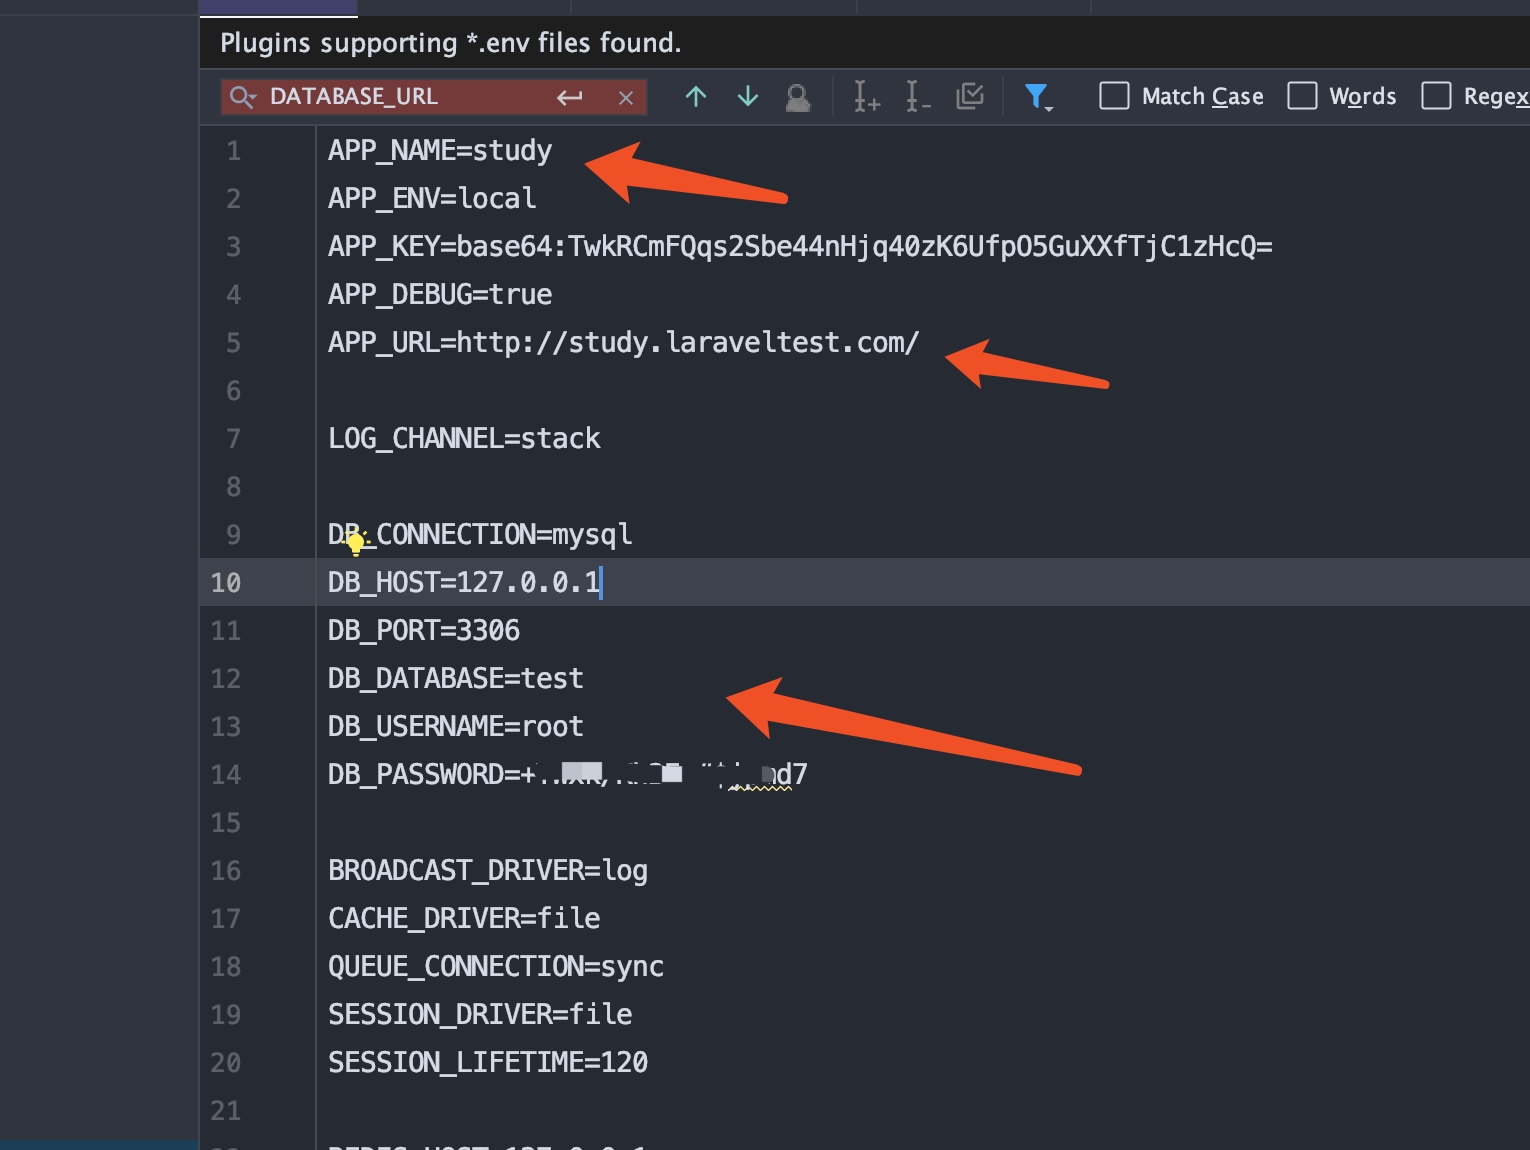 Plugins supporting *.env files found.
DATABASE_URL
Match Case
Words
Regex
1 APP_NAME=study
2 APP_ENV=local
3 APP_KEY=base64:TwkRCmFQqs2Sbe44nHjq40zK6UfpO5GuXXfTjC1zHcQ=
4 APP_DEBUG=true
5 APP_URL=http://study.laraveltest.com/
6
7 LOG_CHANNEL=stack
8
9 DB_CONNECTION=mysql
10 DB_HOST=127.0.0.1
11 DB_PORT=3306
12 DB_DATABASE=test
13 DB_USERNAME=root
14 DB_PASSWORD=
15
16 BROADCAST_DRIVER=log
17 CACHE_DRIVER=file
18 QUEUE_CONNECTION=sync
19 SESSION_DRIVER=file
20 SESSION_LIFETIME=120
21